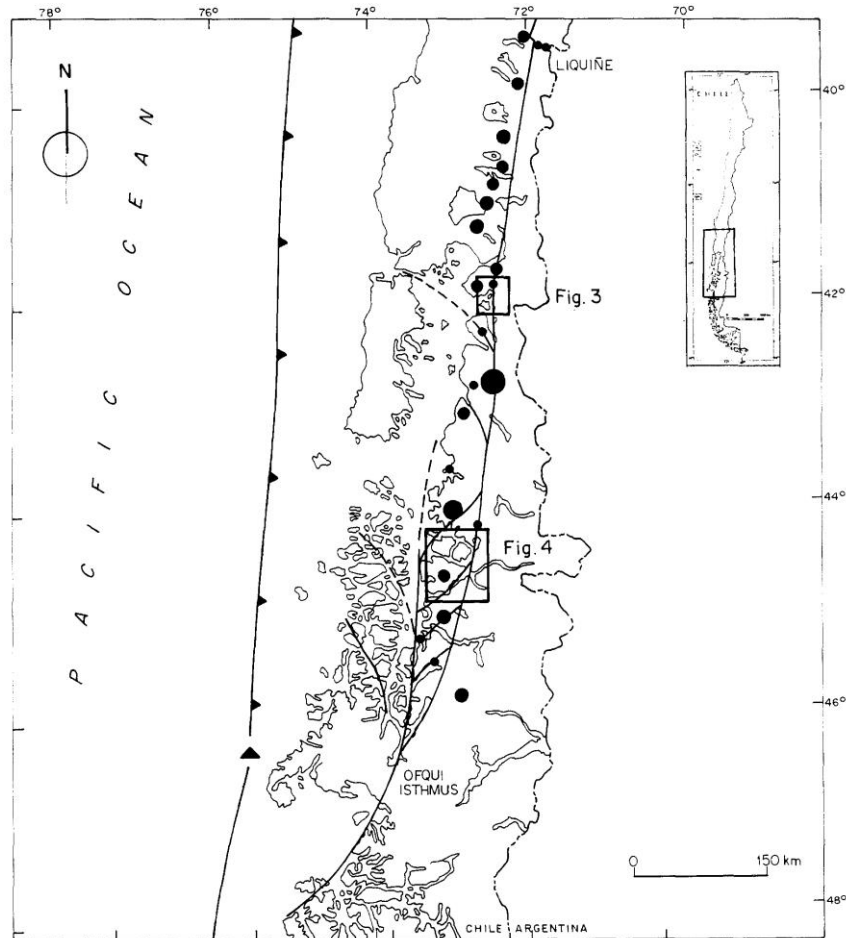 78° 76° 74° 72° 70°
N
LIQUIÑE
40°
CHILE
PACIFIC OCEAN
42°
Fig. 3
44°
Fig. 4
46°
OFQUI
ISTHMUS
0 150 km
48°
CHILE ARGENTINA